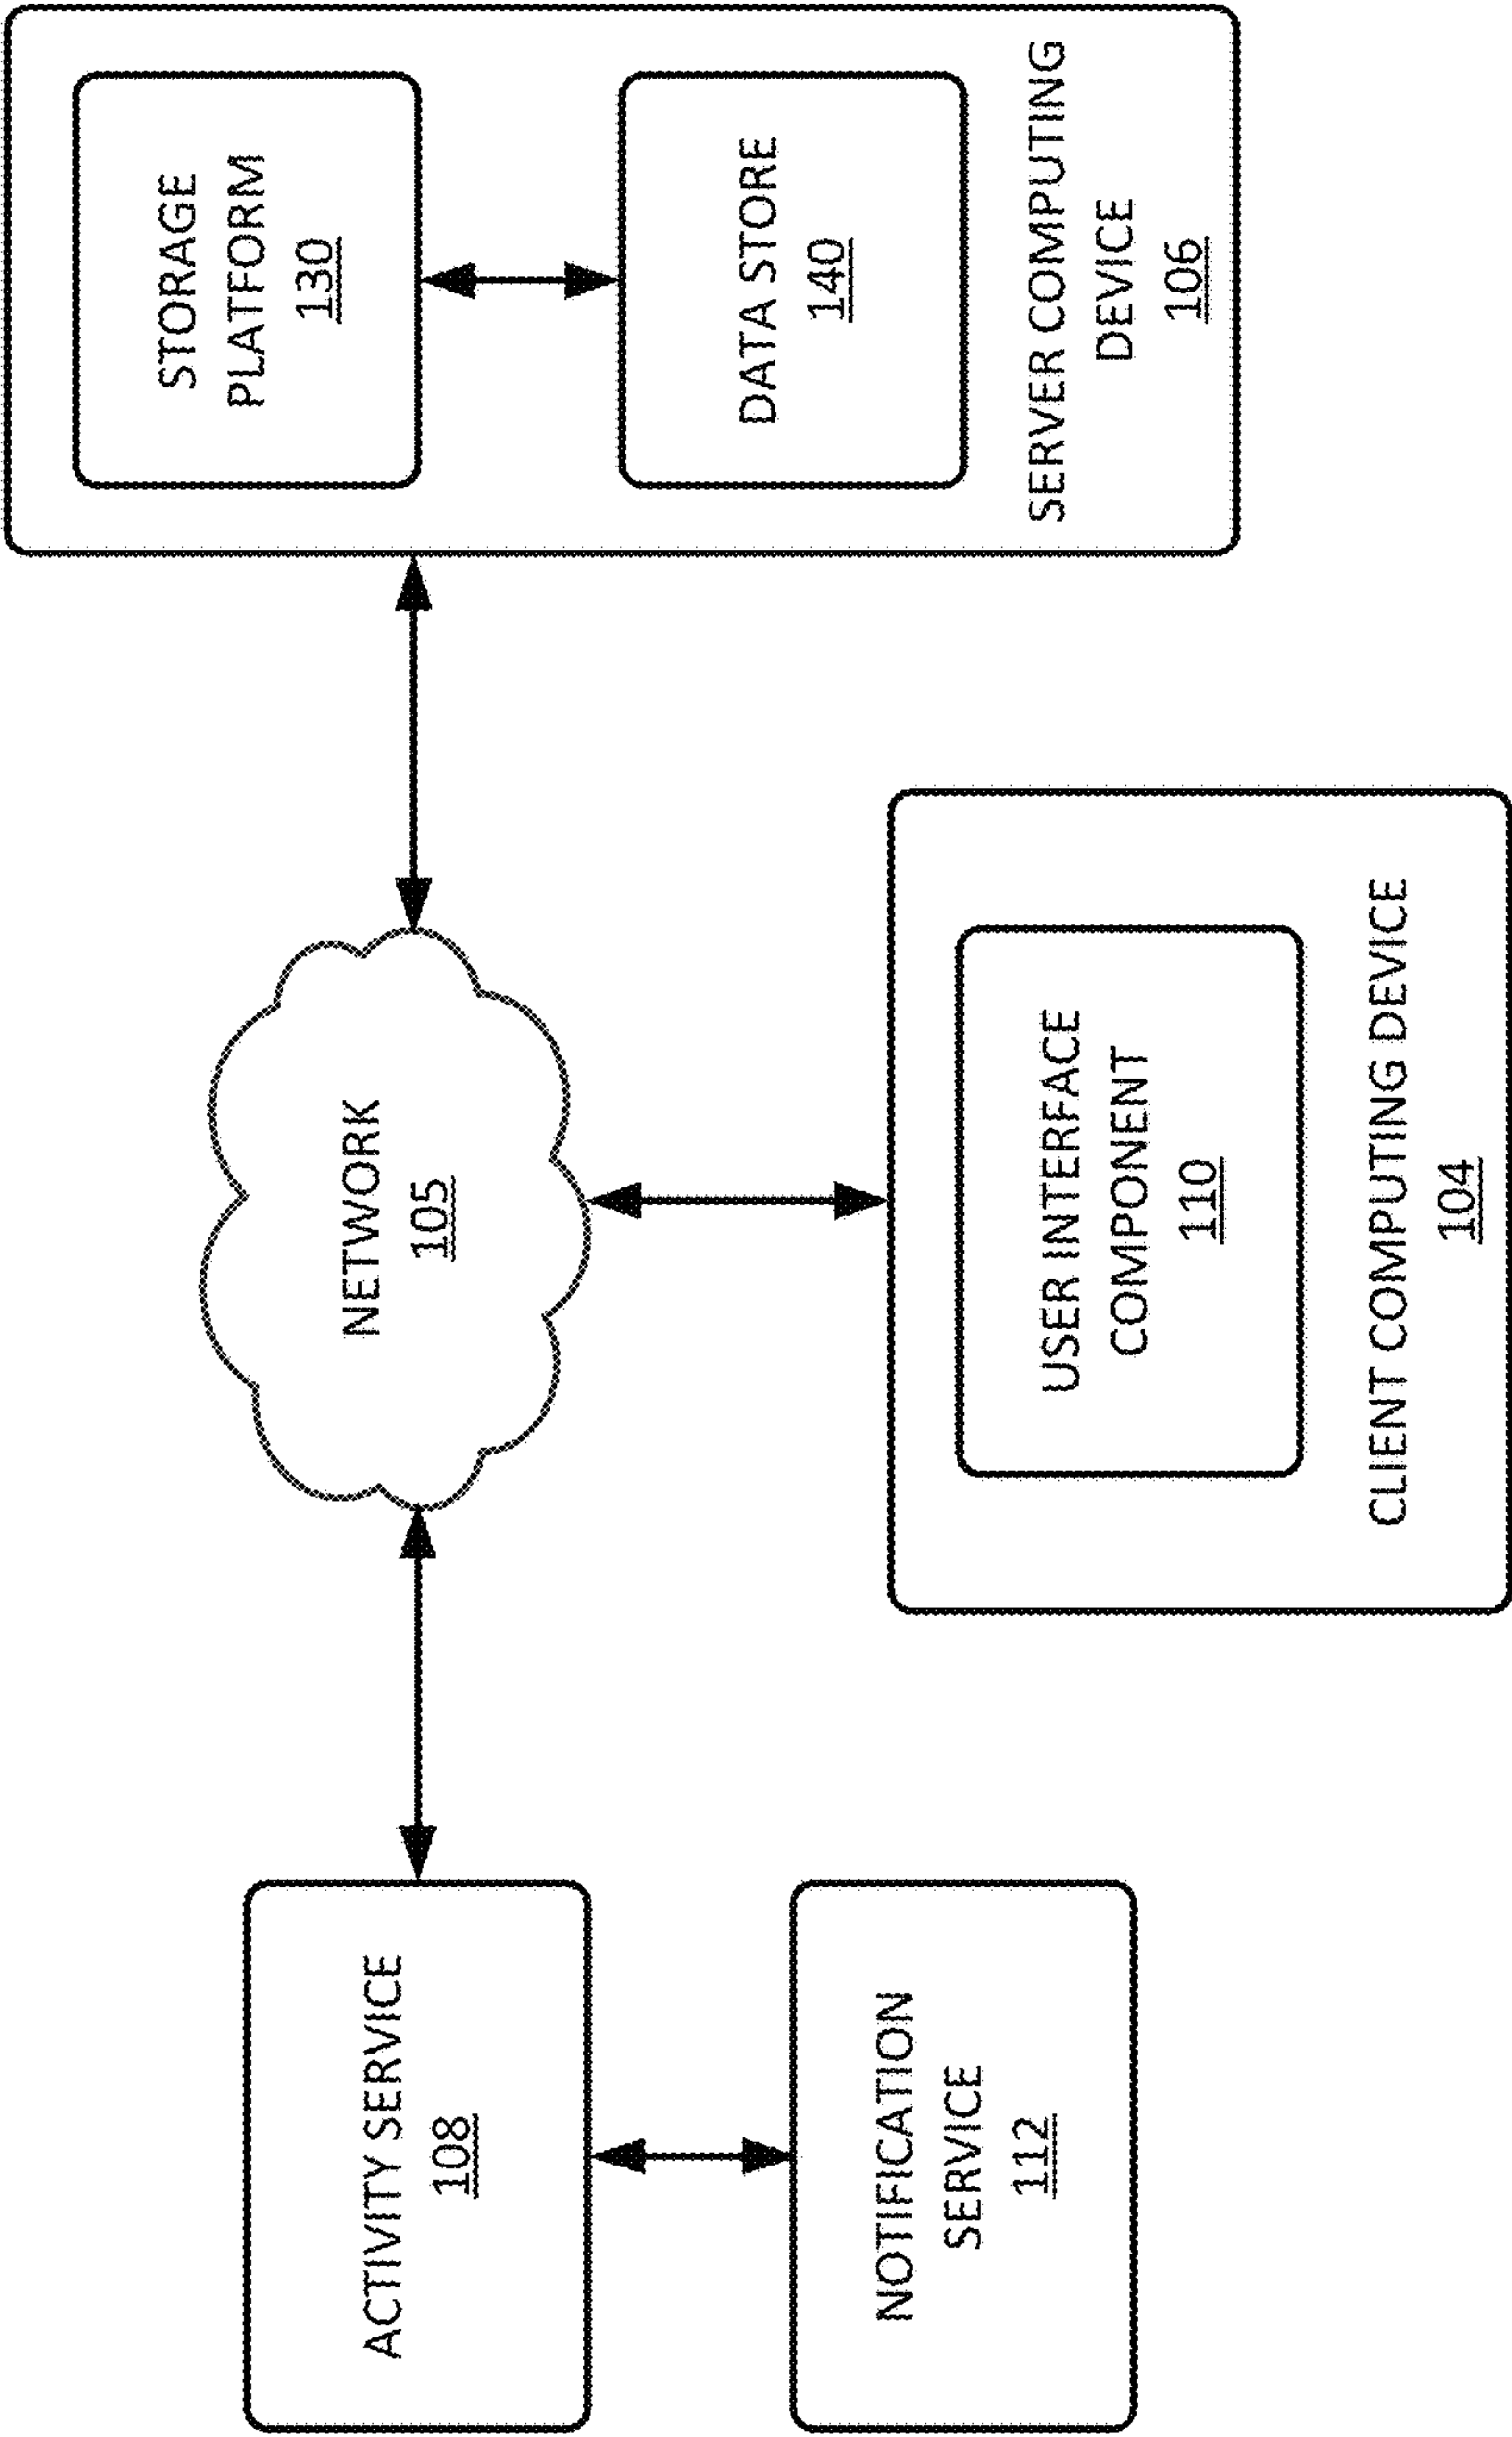 ACTIVITY SERVICE
108
NOTIFICATION
SERVICE
112
NETWORK
105
USER INTERFACE
COMPONENT
110
CLIENT COMPUTING DEVICE
104
STORAGE
PLATFORM
130
DATA STORE
140
SERVER COMPUTING
DEVICE
106